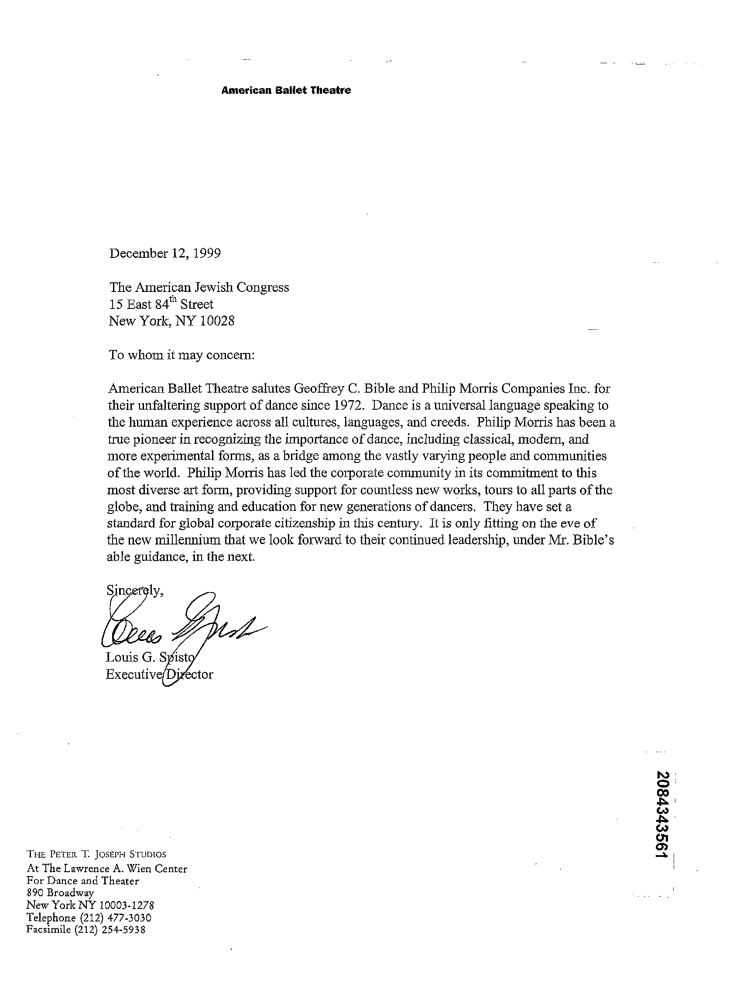 American Ballet Theatre
December 12, 1999
The American Jewish Congress
15 East 84th Street
New York, NY 10028
To whom it may concern:
American Ballet Theatre salutes Geoffrey C. Bible and Philip Morris Companies Inc. for
their unfaltering support of dance since 1972. Dance is a universal language speaking to
the human experience across all cultures, languages, and creeds. Philip Morris has been a
true pioneer in recognizing the importance of dance, including classical, modern, and
more experimental forms, as a bridge among the vastly varying people and communities
of the world. Philip Morris has led the corporate community in its commitment to this
most diverse art form, providing support for countless new works, tours to all parts of the
globe, and training and education for new generations of dancers. They have set a
standard for global corporate citizenship in this century. It is only fitting on the eve of
the new millennium that we look forward to their continued leadership, under Mr. Bible's
able guidance, in the next.
Sincerely,
Louis G. Spisto
Executive Director
2084343561
THE PETER T. JOSEPH STUDIOS
At The Lawrence A. Wien Center
For Dance and Theater
890 Broadway
New York NY 10003-1278
Telephone (212) 477-3030
Facsimile (212) 254-5938